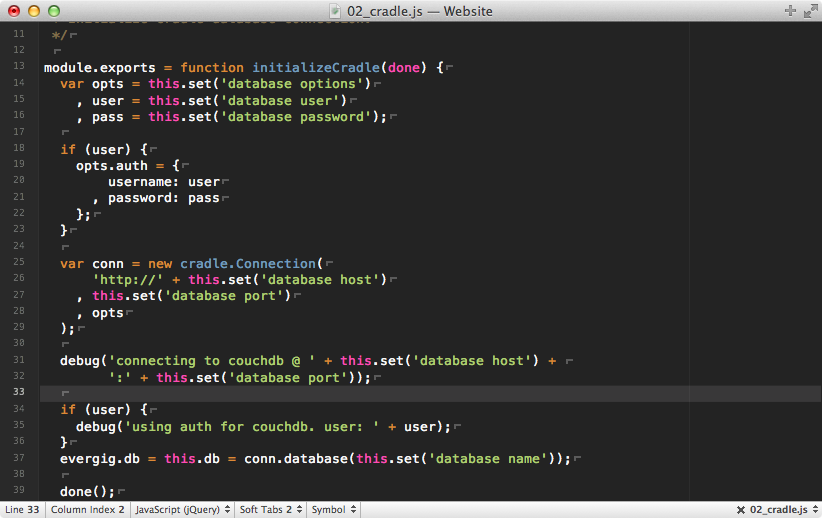 02_cradle.js — Website
11 */
12
13 module.exports = function initializeCradle(done) {
14   var opts = this.set('database options')
15     , user = this.set('database user')
16     , pass = this.set('database password');
17
18   if (user) {
19     opts.auth = {
20         username: user
21       , password: pass
22     };
23   }
24
25   var conn = new cradle.Connection(
26       'http://' + this.set('database host')
27     , this.set('database port')
28     , opts
29   );
30
31   debug('connecting to couchdb @ ' + this.set('database host') +
32         ':' + this.set('database port'));
33
34   if (user) {
35     debug('using auth for couchdb. user: ' + user);
36   }
37   evergig.db = this.db = conn.database(this.set('database name'));
38
39   done();
Line 33 Column Index 2 JavaScript (jQuery) Soft Tabs 2 Symbol 02_cradle.js